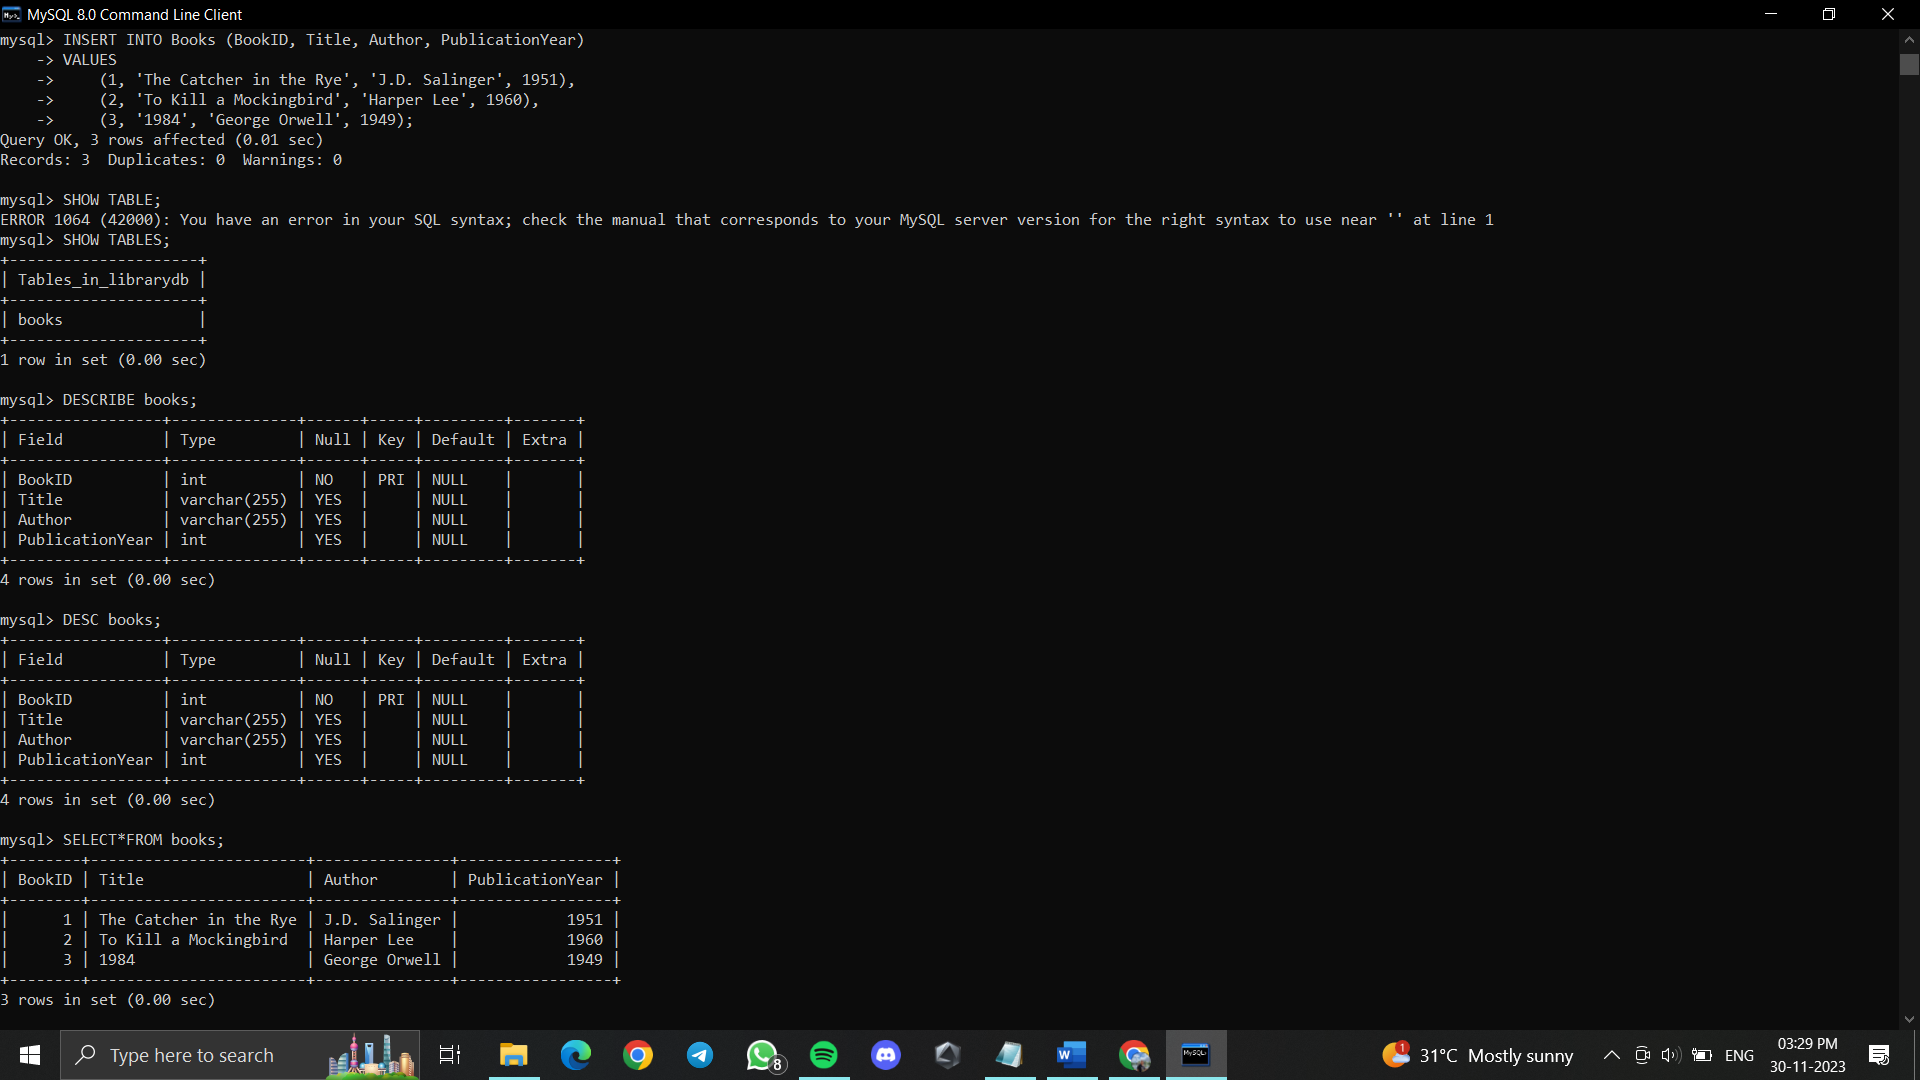 MySQL 8.0 Command Line Client
mysql> INSERT INTO Books (BookID, Title, Author, PublicationYear)
    -> VALUES
    ->     (1, 'The Catcher in the Rye', 'J.D. Salinger', 1951),
    ->     (2, 'To Kill a Mockingbird', 'Harper Lee', 1960),
    ->     (3, '1984', 'George Orwell', 1949);
Query OK, 3 rows affected (0.01 sec)
Records: 3  Duplicates: 0  Warnings: 0
mysql> SHOW TABLE;
ERROR 1064 (42000): You have an error in your SQL syntax; check the manual that corresponds to your MySQL server version for the right syntax to use near '' at line 1
mysql> SHOW TABLES;
+---------------------+
| Tables_in_librarydb |
+---------------------+
| books               |
+---------------------+
1 row in set (0.00 sec)
mysql> DESCRIBE books;
+-----------------+--------------+------+-----+---------+-------+
| Field           | Type         | Null | Key | Default | Extra |
+-----------------+--------------+------+-----+---------+-------+
| BookID          | int          | NO   | PRI | NULL    |       |
| Title           | varchar(255) | YES  |     | NULL    |       |
| Author          | varchar(255) | YES  |     | NULL    |       |
| PublicationYear | int          | YES  |     | NULL    |       |
+-----------------+--------------+------+-----+---------+-------+
4 rows in set (0.00 sec)
mysql> DESC books;
+-----------------+--------------+------+-----+---------+-------+
| Field           | Type         | Null | Key | Default | Extra |
+-----------------+--------------+------+-----+---------+-------+
| BookID          | int          | NO   | PRI | NULL    |       |
| Title           | varchar(255) | YES  |     | NULL    |       |
| Author          | varchar(255) | YES  |     | NULL    |       |
| PublicationYear | int          | YES  |     | NULL    |       |
+-----------------+--------------+------+-----+---------+-------+
4 rows in set (0.00 sec)
mysql> SELECT*FROM books;
+--------+------------------------+---------------+-----------------+
| BookID | Title                  | Author        | PublicationYear |
+--------+------------------------+---------------+-----------------+
|      1 | The Catcher in the Rye | J.D. Salinger |            1951 |
|      2 | To Kill a Mockingbird  | Harper Lee    |            1960 |
|      3 | 1984                   | George Orwell |            1949 |
+--------+------------------------+---------------+-----------------+
3 rows in set (0.00 sec)
Type here to search
8
W
MySQL
1
31°C Mostly sunny
ENG
03:29 PM
30-11-2023